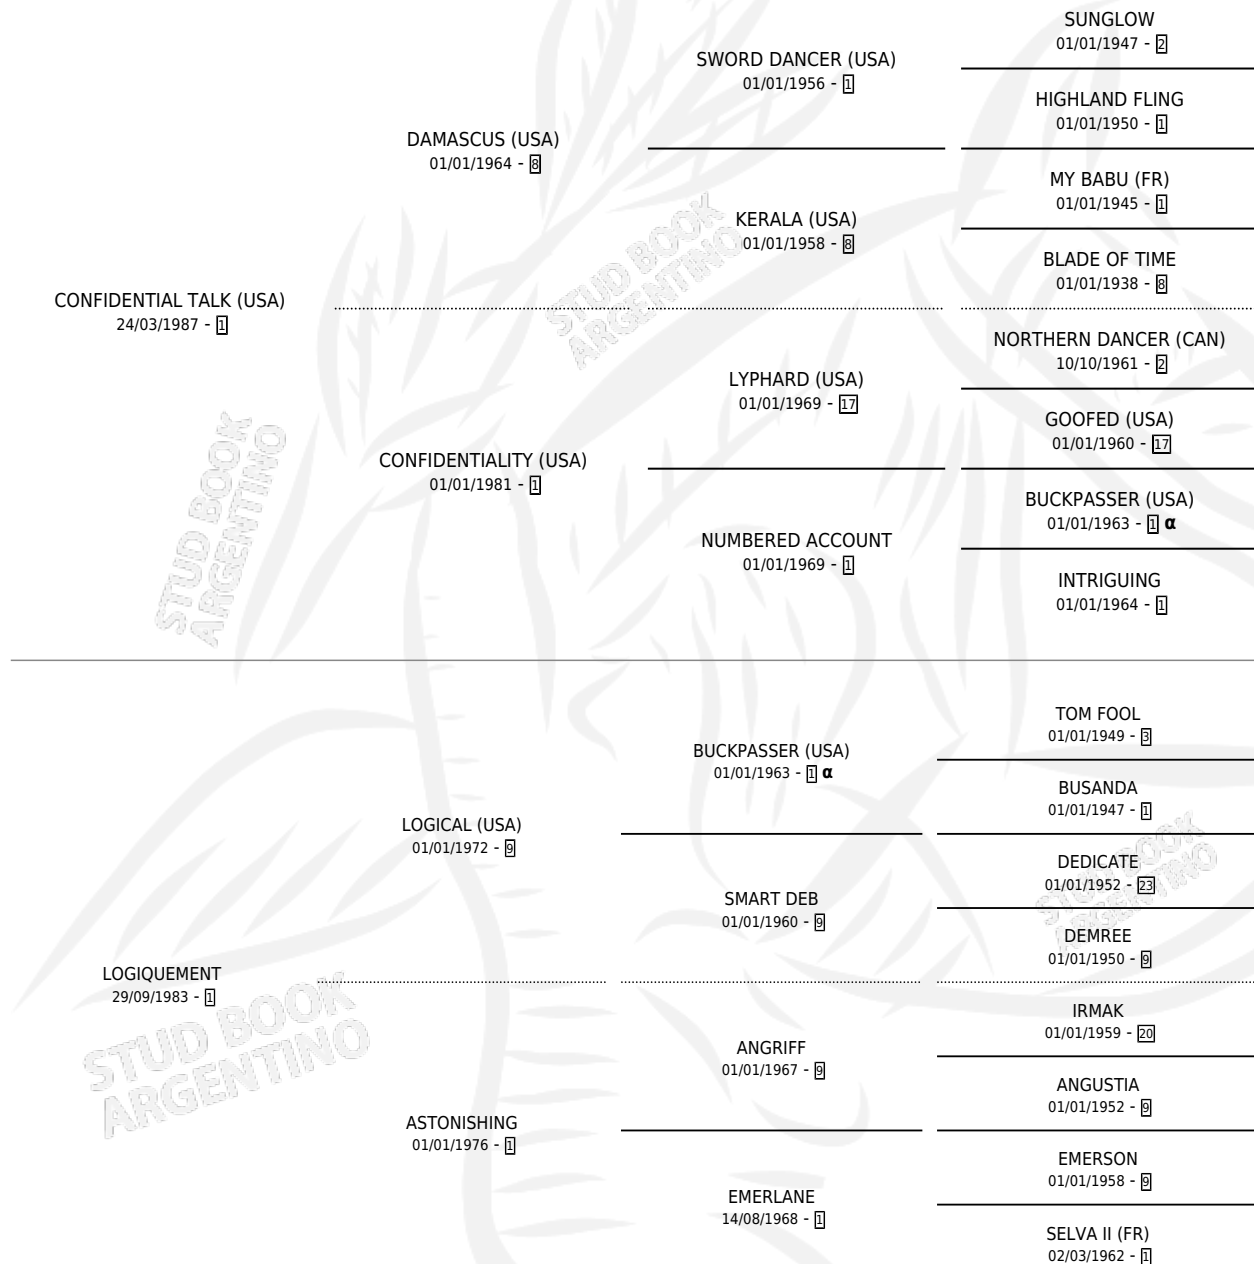 SUNGLOW
01/01/1947 - 2
SWORD DANCER (USA)
01/01/1956 - 1
HIGHLAND FLING
01/01/1950 - 1
DAMASCUS (USA)
01/01/1964 - 8
MY BABU (FR)
01/01/1945 - 1
KERALA (USA)
01/01/1958 - 8
BLADE OF TIME
01/01/1938 - 8
CONFIDENTIAL TALK (USA)
24/03/1987 - 1
NORTHERN DANCER (CAN)
10/10/1961 - 2
LYPHARD (USA)
01/01/1969 - 17
GOOFED (USA)
01/01/1960 - 17
CONFIDENTIALITY (USA)
01/01/1981 - 1
BUCKPASSER (USA)
01/01/1963 - 1 α
NUMBERED ACCOUNT
01/01/1969 - 1
INTRIGUING
01/01/1964 - 1
TOM FOOL
01/01/1949 - 3
BUCKPASSER (USA)
01/01/1963 - 1 α
BUSANDA
01/01/1947 - 1
LOGICAL (USA)
01/01/1972 - 9
DEDICATE
01/01/1952 - 23
SMART DEB
01/01/1960 - 9
DEMREE
01/01/1950 - 9
LOGIQUEMENT
29/09/1983 - 1
IRMAK
01/01/1959 - 20
ANGRIFF
01/01/1967 - 9
ANGUSTIA
01/01/1952 - 9
ASTONISHING
01/01/1976 - 1
EMERSON
01/01/1958 - 9
EMERLANE
14/08/1968 - 1
SELVA II (FR)
02/03/1962 - 1
STUD BOOK
ARGENTINO
STUD BOOK
ARGENTINO
STUD BOOK
ARGENTINO
STUD BOOK
ARGENTINO